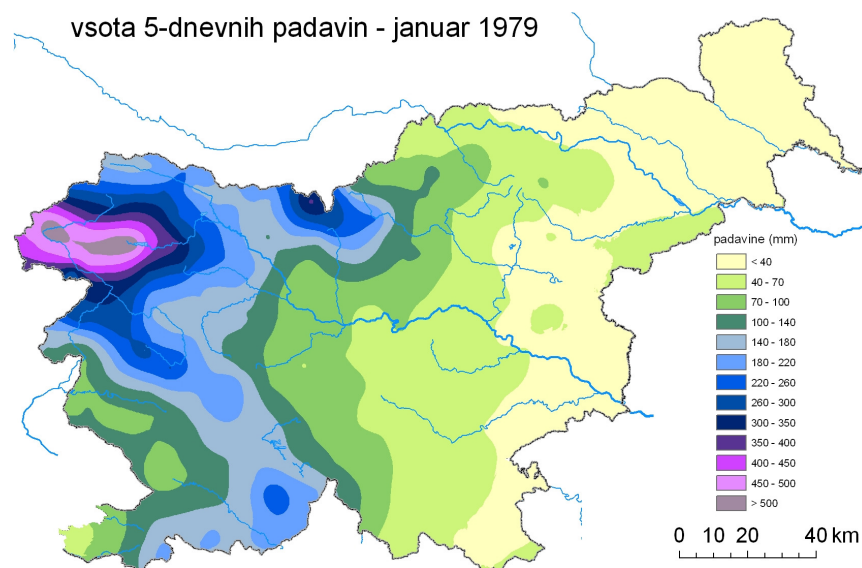 vsota 5-dnevnih padavin - januar 1979
padavine (mm)
< 40
40 - 70
70 - 100
100 - 140
140 - 180
180 - 220
220 - 260
260 - 300
300 - 350
350 - 400
400 - 450
450 - 500
> 500
0 10 20 40 km